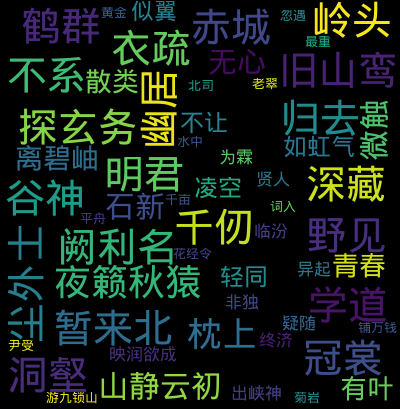 鹤群
黄金
似翼
赤城
忽遇
岭头
衣疏
无心
最重
不系
散类
北司
老翠
旧山鸾
幽居
探玄务
不让
归去
微触
水中
如虹气
离碧岫
明君
为霖
谷神
凌空
贤人
深藏
石新
千亩
词入
平舟
千仞
临汾
野见
尘外士
阙利名
花经令
青春
夜籁秋猿
轻同
异起
非独
学道
暂来北
枕上
疑随
铺万钱
尹受
终济
映润欲成
冠裳
洞壑
山静云初
岀峡神
有叶
游九锁山
菊岩